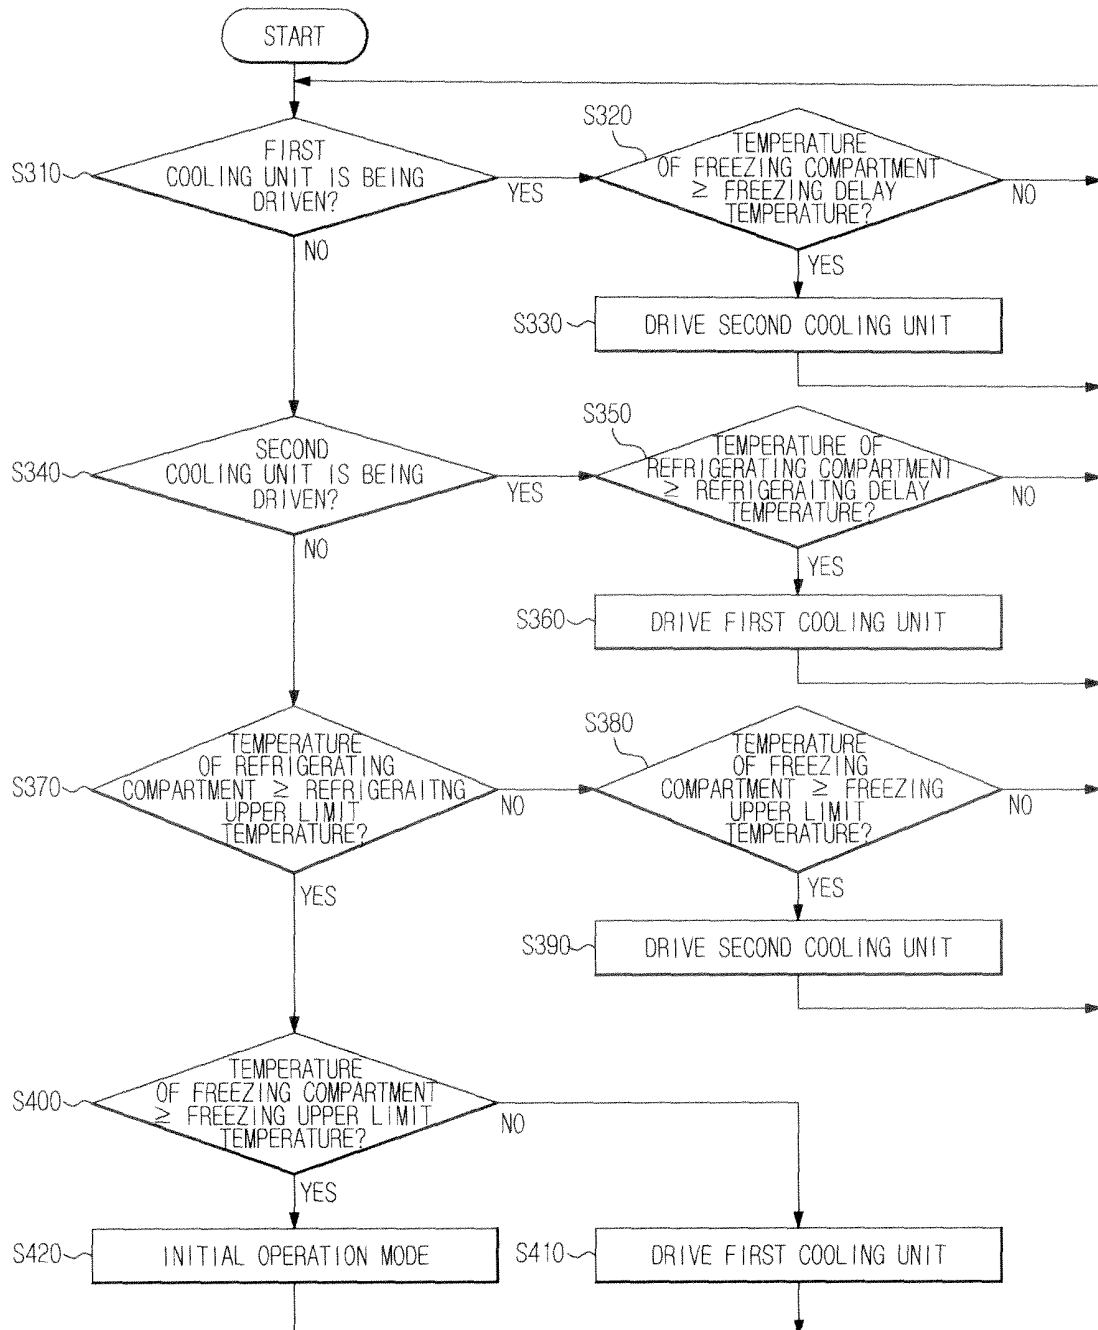 START
S310
FIRST
COOLING UNIT IS BEING
DRIVEN?
YES
NO
S320
TEMPERATURE
OF FREEZING COMPARTMENT
≥ FREEZING DELAY
TEMPERATURE?
NO
YES
S330
DRIVE SECOND COOLING UNIT
S340
SECOND
COOLING UNIT IS BEING
DRIVEN?
YES
NO
S350
TEMPERATURE OF
REFRIGERATING COMPARTMENT
≥ REFRIGERAITNG DELAY
TEMPERATURE?
NO
YES
S360
DRIVE FIRST COOLING UNIT
S370
TEMPERATURE
OF REFRIGERATING
COMPARTMENT ≥ REFRIGERAITNG
UPPER LIMIT
TEMPERATURE?
NO
YES
S380
TEMPERATURE
OF FREEZING
COMPARTMENT ≥ FREEZING
UPPER LIMIT
TEMPERATURE?
NO
YES
S390
DRIVE SECOND COOLING UNIT
S400
TEMPERATURE
OF FREEZING COMPARTMENT
≥ FREEZING UPPER LIMIT
TEMPERATURE?
NO
YES
S420
INITIAL OPERATION MODE
S410
DRIVE FIRST COOLING UNIT